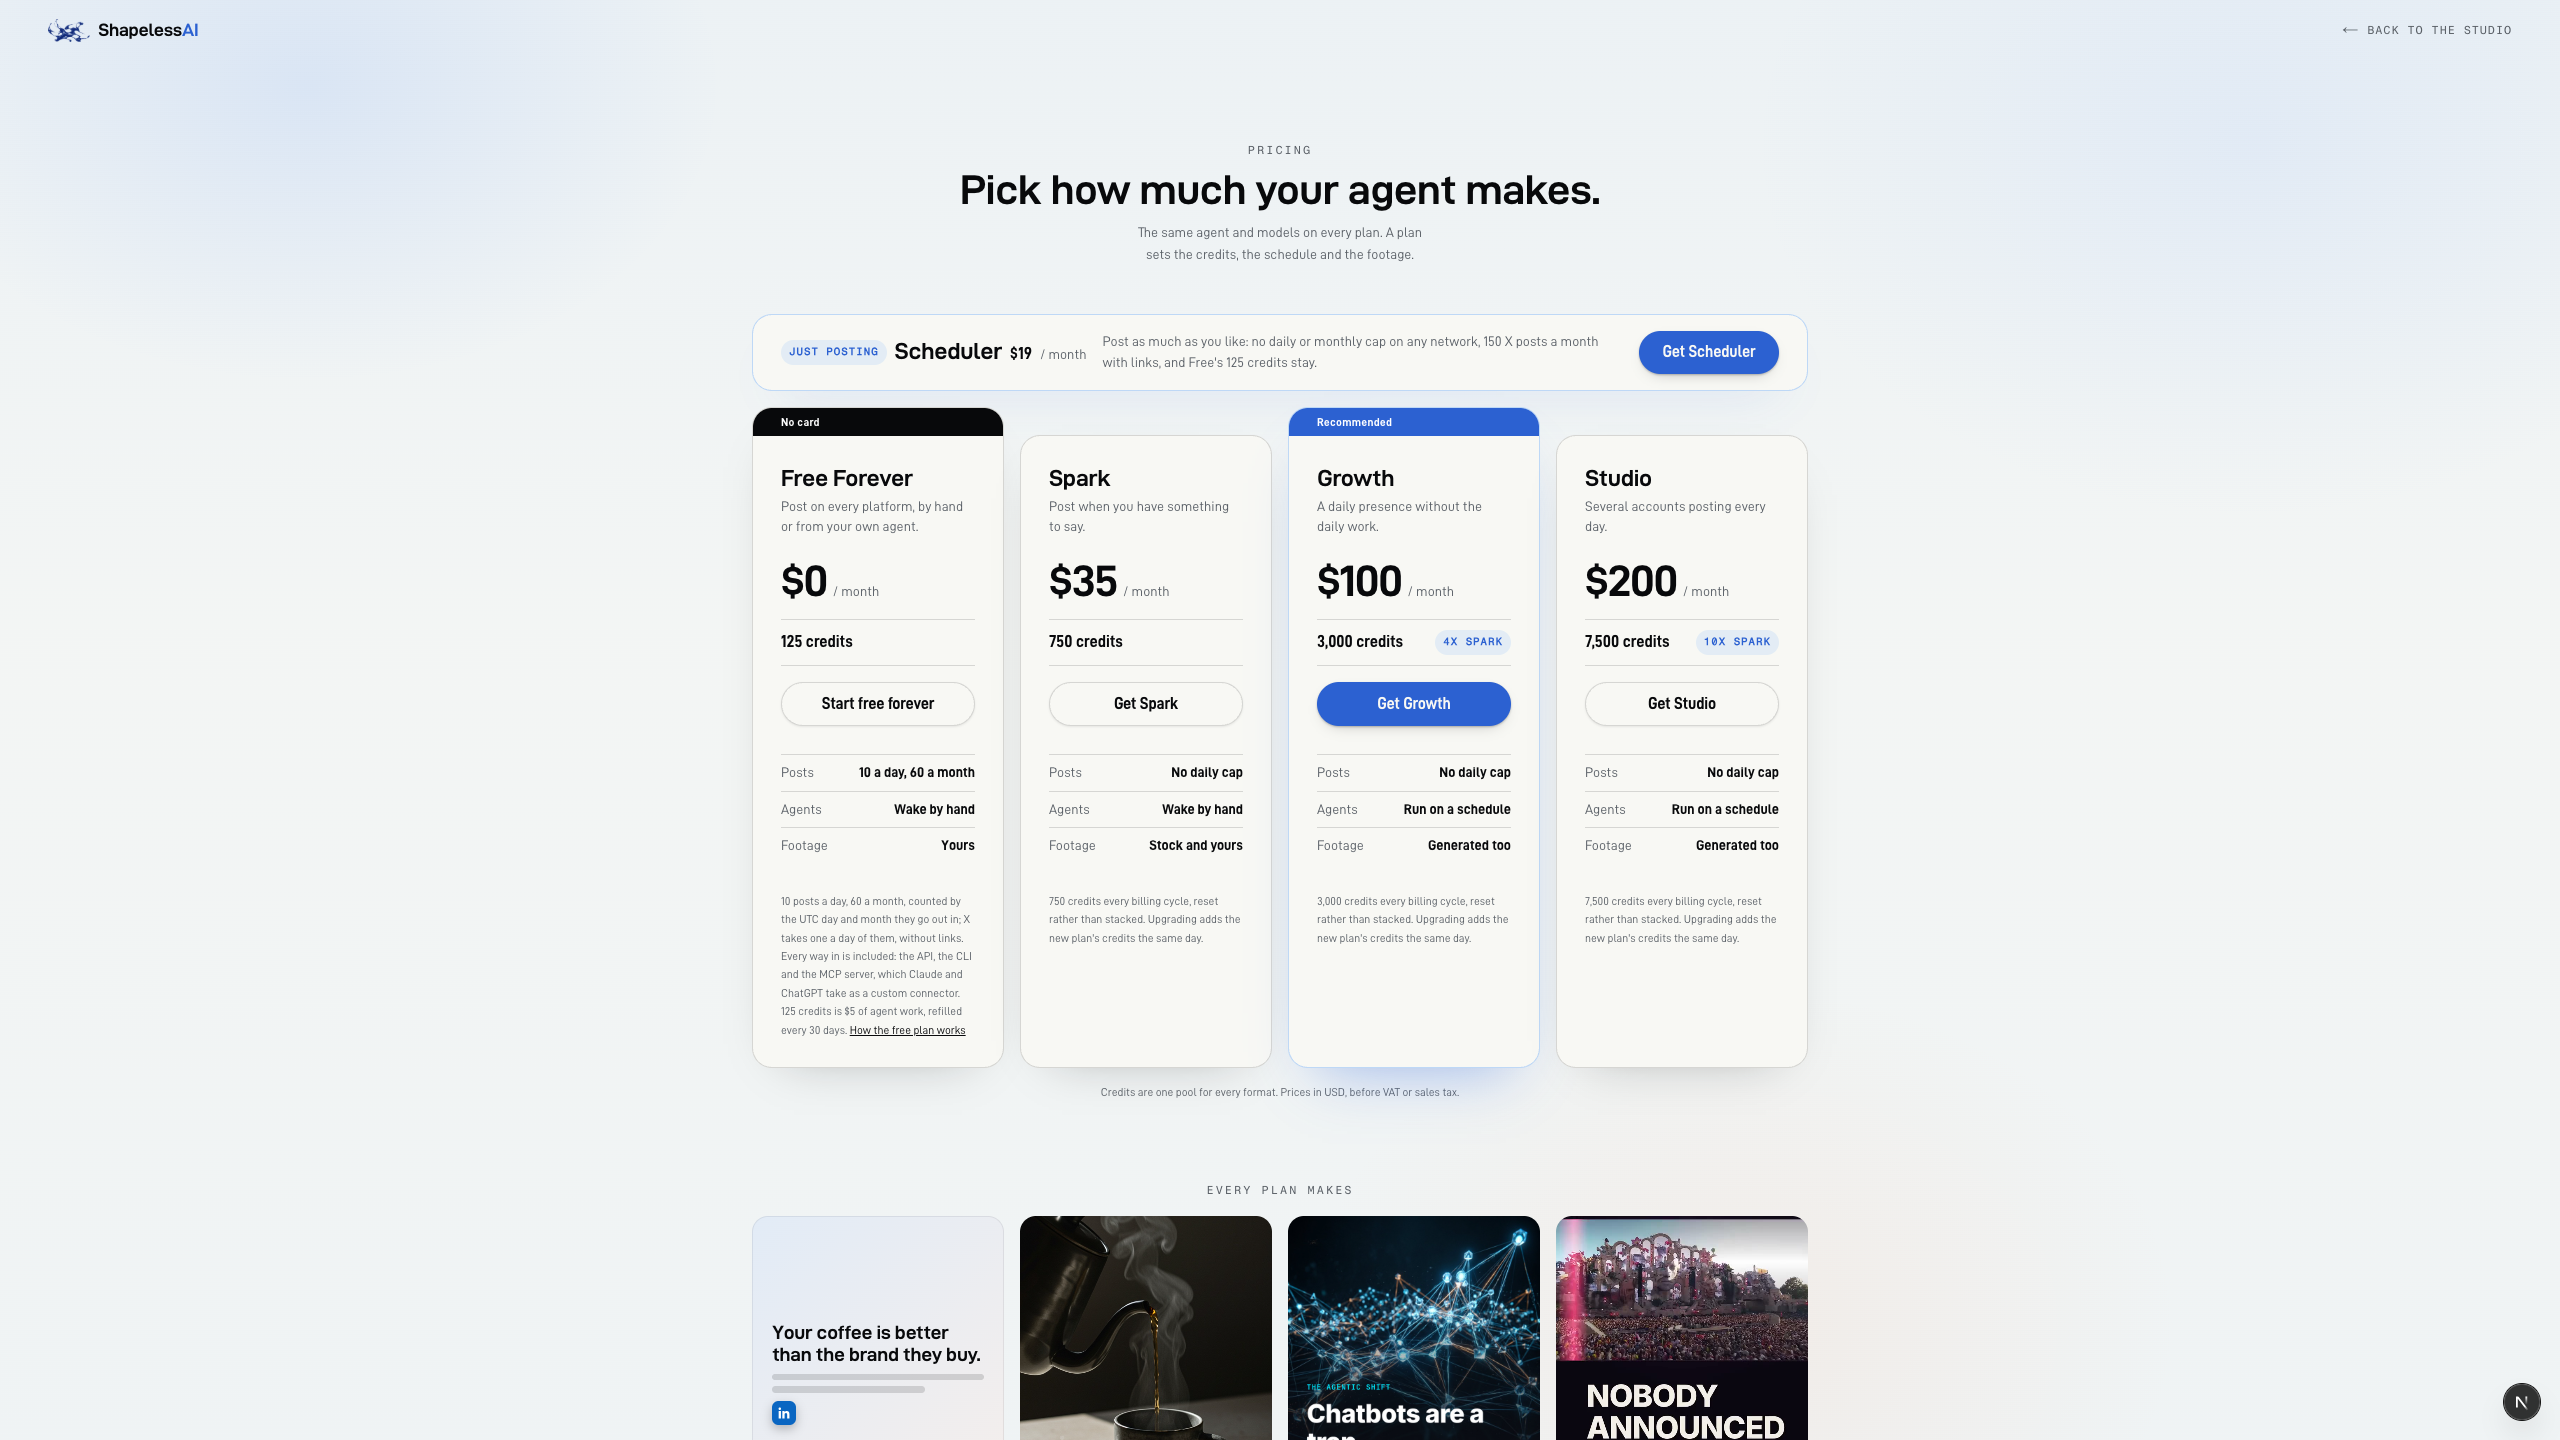 ShapelessAI
← BACK TO THE STUDIO
PRICING
Pick how much your agent makes.
The same agent and models on every plan. A plan
sets the credits, the schedule and the footage.
JUST POSTING
Scheduler $19 / month
Post as much as you like: no daily or monthly cap on any network, 150 X posts a month
with links, and Free's 125 credits stay.
Get Scheduler
No card
Free Forever
Post on every platform, by hand
or from your own agent.
$0 / month
125 credits
Start free forever
Posts 10 a day, 60 a month
Agents Wake by hand
Footage Yours
10 posts a day, 60 a month, counted by
the UTC day and month they go out in; X
takes one a day of them, without links.
Every way in is included: the API, the CLI
and the MCP server, which Claude and
ChatGPT take as a custom connector.
125 credits is $5 of agent work, refilled
every 30 days. How the free plan works
Spark
Post when you have something
to say.
$35 / month
750 credits
Get Spark
Posts No daily cap
Agents Wake by hand
Footage Stock and yours
750 credits every billing cycle, reset
rather than stacked. Upgrading adds the
new plan's credits the same day.
Recommended
Growth
A daily presence without the
daily work.
$100 / month
3,000 credits 4X SPARK
Get Growth
Posts No daily cap
Agents Run on a schedule
Footage Generated too
3,000 credits every billing cycle, reset
rather than stacked. Upgrading adds the
new plan's credits the same day.
Studio
Several accounts posting every
day.
$200 / month
7,500 credits 10X SPARK
Get Studio
Posts No daily cap
Agents Run on a schedule
Footage Generated too
7,500 credits every billing cycle, reset
rather than stacked. Upgrading adds the
new plan's credits the same day.
Credits are one pool for every format. Prices in USD, before VAT or sales tax.
EVERY PLAN MAKES
Your coffee is better
than the brand they buy.
in
THE AGENTIC SHIFT
Chatbots are a
NOBODY
ANNOUNCED
N